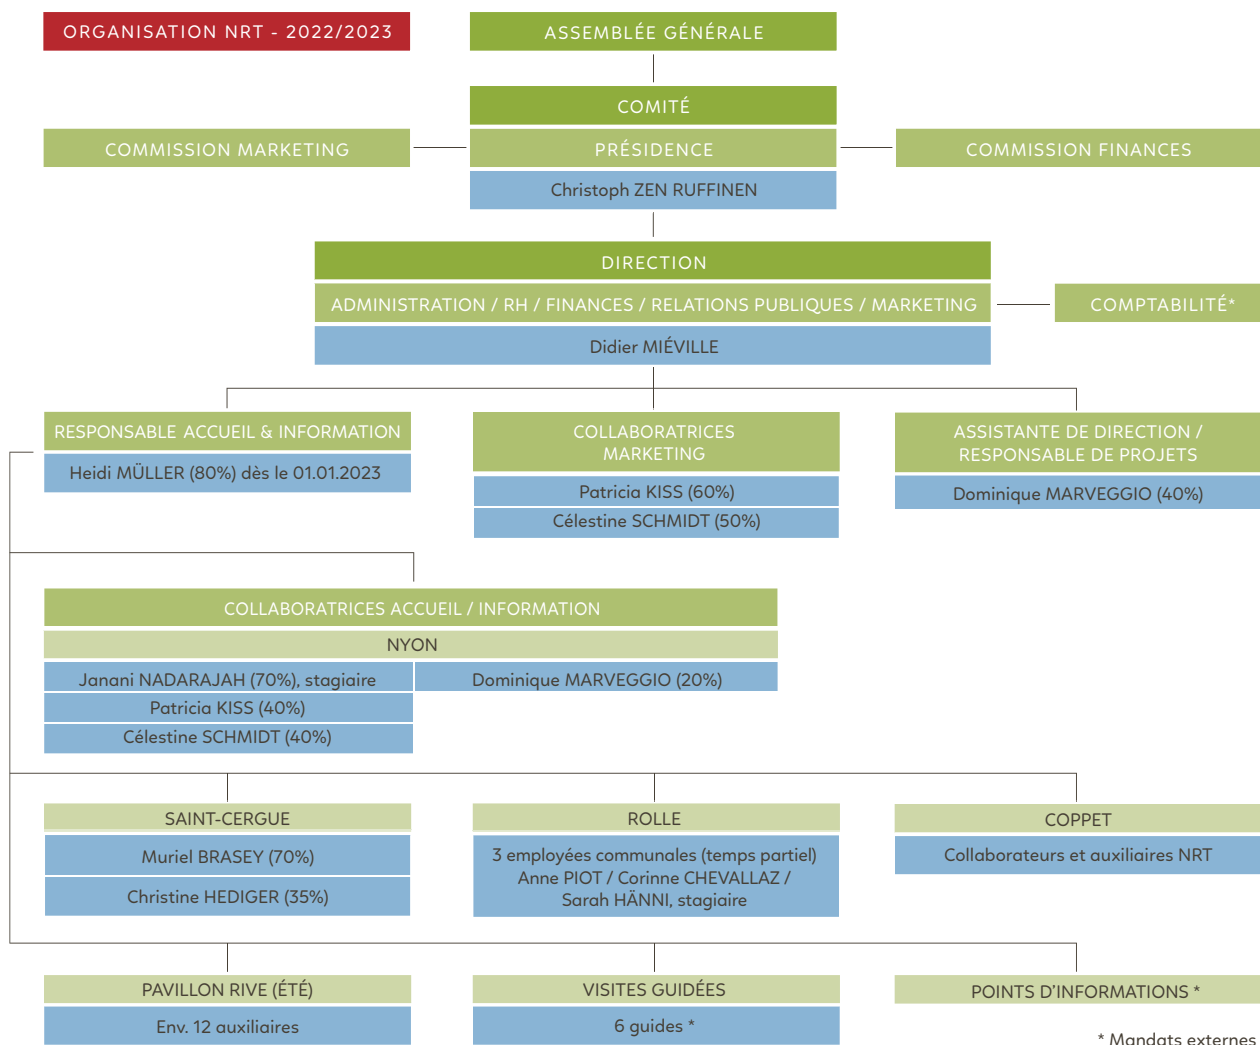 ORGANISATION NRT - 2022/2023
ASSEMBLÉE GÉNÉRALE
COMITÉ
COMMISSION MARKETING
PRÉSIDENCE
COMMISSION FINANCES
Christoph ZEN RUFFINEN
DIRECTION
ADMINISTRATION / RH / FINANCES / RELATIONS PUBLIQUES / MARKETING
COMPTABILITÉ*
Didier MIÉVILLE
RESPONSABLE ACCUEIL & INFORMATION
Heidi MÜLLER (80%) dès le 01.01.2023
COLLABORATRICES
MARKETING
Patricia KISS (60%)
Célestine SCHMIDT (50%)
ASSISTANTE DE DIRECTION /
RESPONSABLE DE PROJETS
Dominique MARVEGGIO (40%)
COLLABORATRICES ACCUEIL / INFORMATION
NYON
Janani NADARAJAH (70%), stagiaire
Dominique MARVEGGIO (20%)
Patricia KISS (40%)
Célestine SCHMIDT (40%)
SAINT-CERGUE
Muriel BRASEY (70%)
Christine HEDIGER (35%)
ROLLE
3 employées communales (temps partiel)
Anne PIOT / Corinne CHEVALLAZ /
Sarah HÄNNI, stagiaire
COPPET
Collaborateurs et auxiliaires NRT
PAVILLON RIVE (ÉTÉ)
Env. 12 auxiliaires
VISITES GUIDÉES
6 guides *
POINTS D'INFORMATIONS *
* Mandats externes